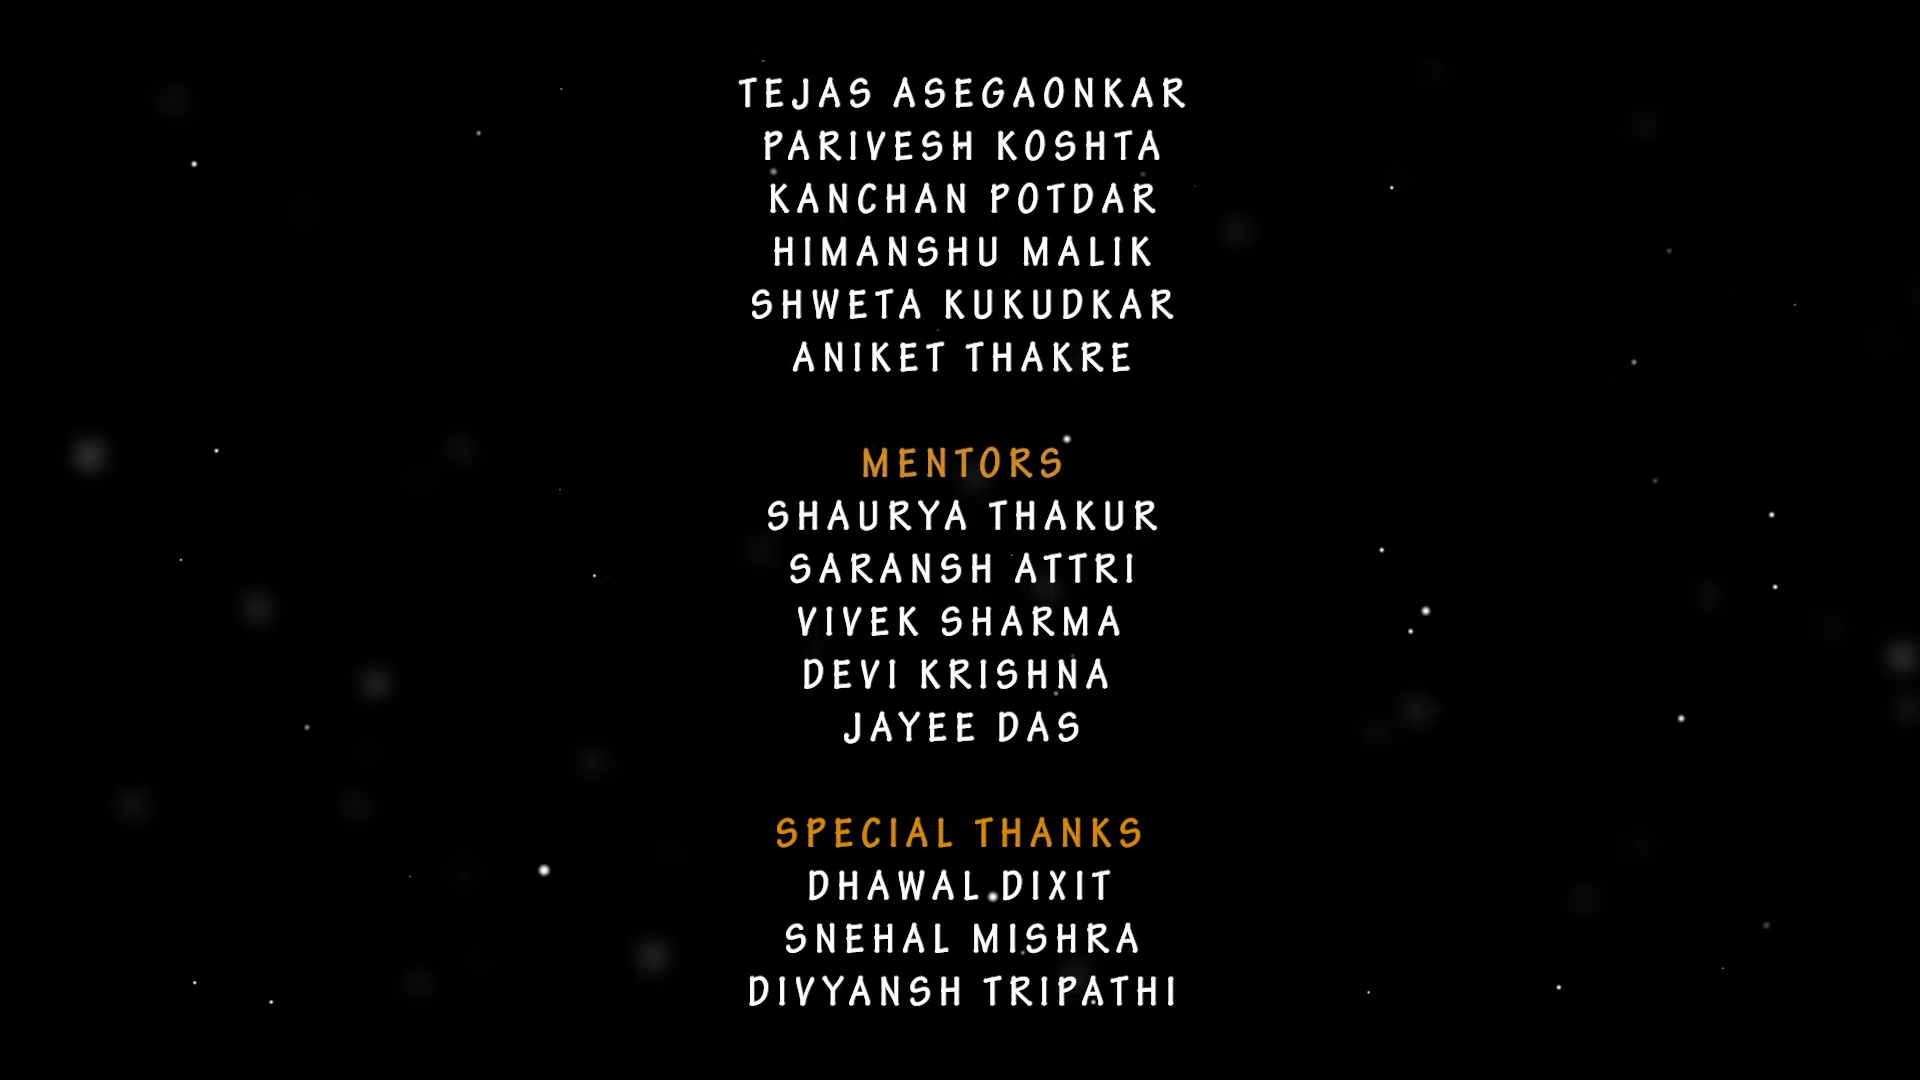 TEJAS ASEGAONKAR
PARIVESH KOSHTA
KANCHAN POTDAR
HIMANSHU MALIK
SHWETA KUKUDKAR
ANIKET THAKRE
MENTORS
SHAURYA THAKUR
SARANSH ATTRI
VIVEK SHARMA
DEVI KRISHNA
JAYEE DAS
SPECIAL THANKS
DHAWAL DIXIT
SNEHAL MISHRA
DIVYANSH TRIPATHI